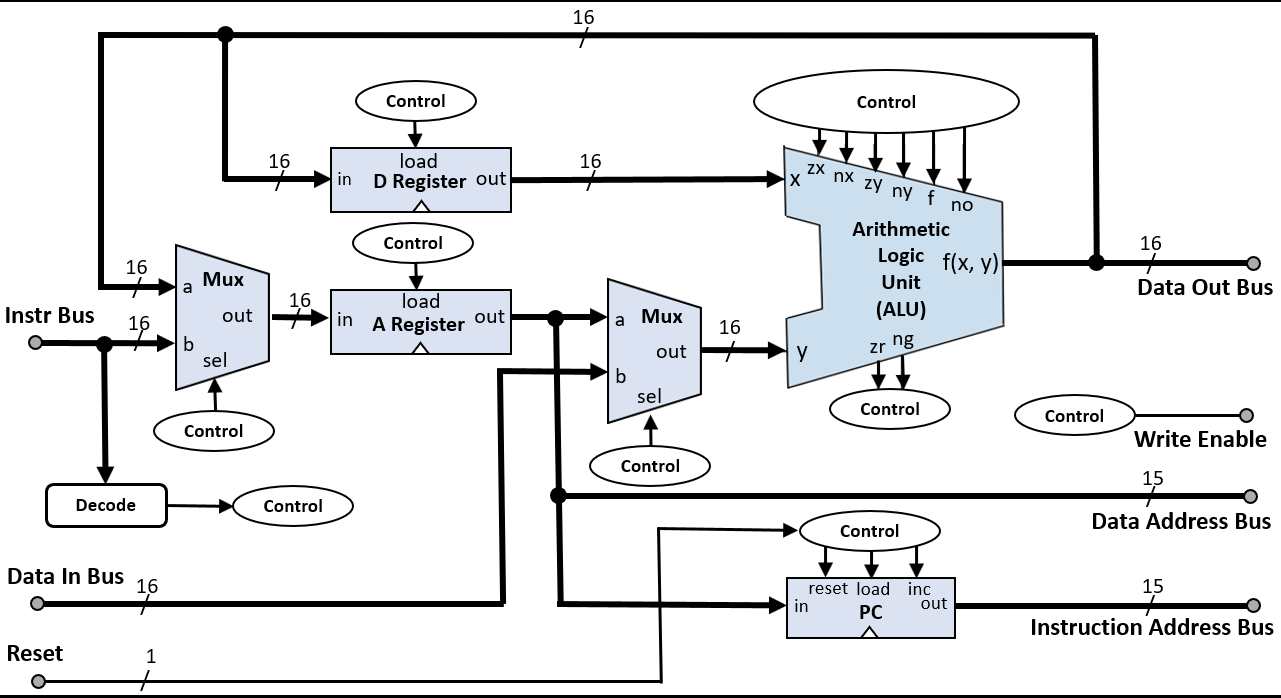 16
Control
Control
16
load
in
D Register
out
16
x
zx
nx
zy
ny
f
no
Arithmetic
Logic
Unit
(ALU)
f(x, y)
16
Data Out Bus
Control
16
a
Mux
out
b
sel
Instr Bus
16
16
load
in
A Register
out
a
Mux
out
b
sel
16
y
zr
ng
Control
Control
Write Enable
Control
Control
Decode
Control
15
Data Address Bus
Control
Data In Bus
16
reset
load
inc
in
out
PC
15
Instruction Address Bus
Reset
1